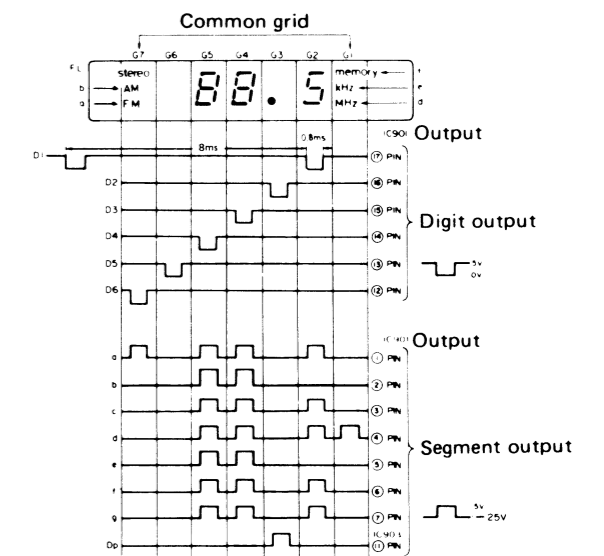 Common grid
G7 G6 G5 G4 G3 G2 G1
FL stereo memory f
b AM 88.5 kHz e
a FM MHz d
IC901 Output
D1 8ms 0.8ms 17 PIN
D2 16 PIN
D3 15 PIN
Digit output
D4 14 PIN
D5 13 PIN 5V
0V
D6 12 PIN
IC901 Output
a 1 PIN
b 2 PIN
c 3 PIN
d 4 PIN
Segment output
e 5 PIN
f 6 PIN
g 7 PIN 5V
-25V
IC903
Dp 11 PIN